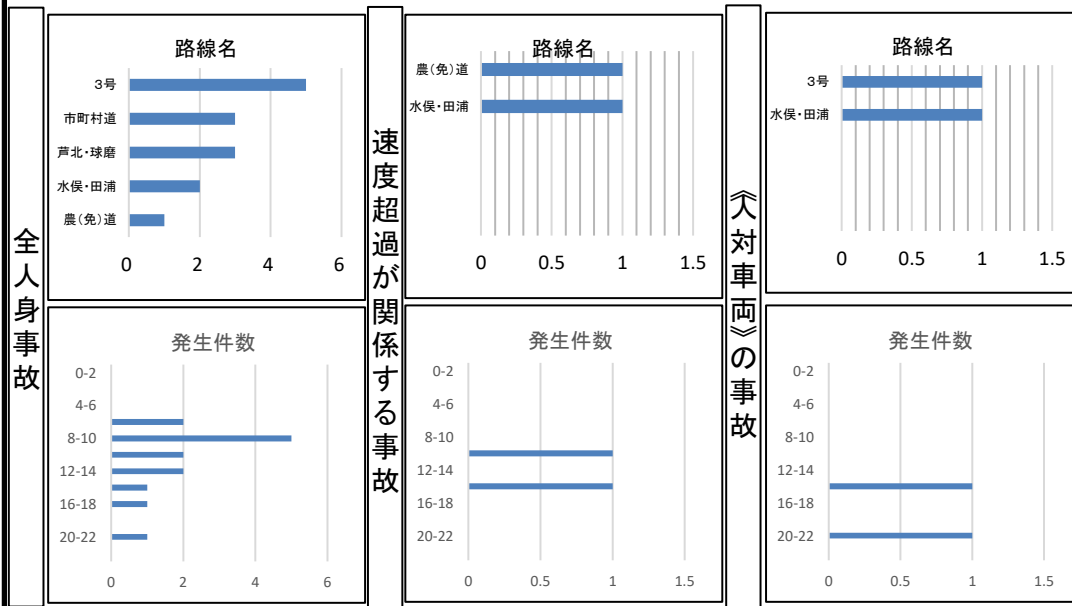 全人身事故
路線名
3号
市町村道
芦北・球磨
水俣・田浦
農(免)道
0 2 4 6
発生件数
0-2
4-6
8-10
12-14
16-18
20-22
0 2 4 6
速度超過が関係する事故
路線名
農(免)道
水俣・田浦
0 0.5 1 1.5
発生件数
0-2
4-6
8-10
12-14
16-18
20-22
0 0.5 1 1.5
《人対車両》の事故
路線名
3号
水俣・田浦
0 0.5 1 1.5
発生件数
0-2
4-6
8-10
12-14
16-18
20-22
0 0.5 1 1.5